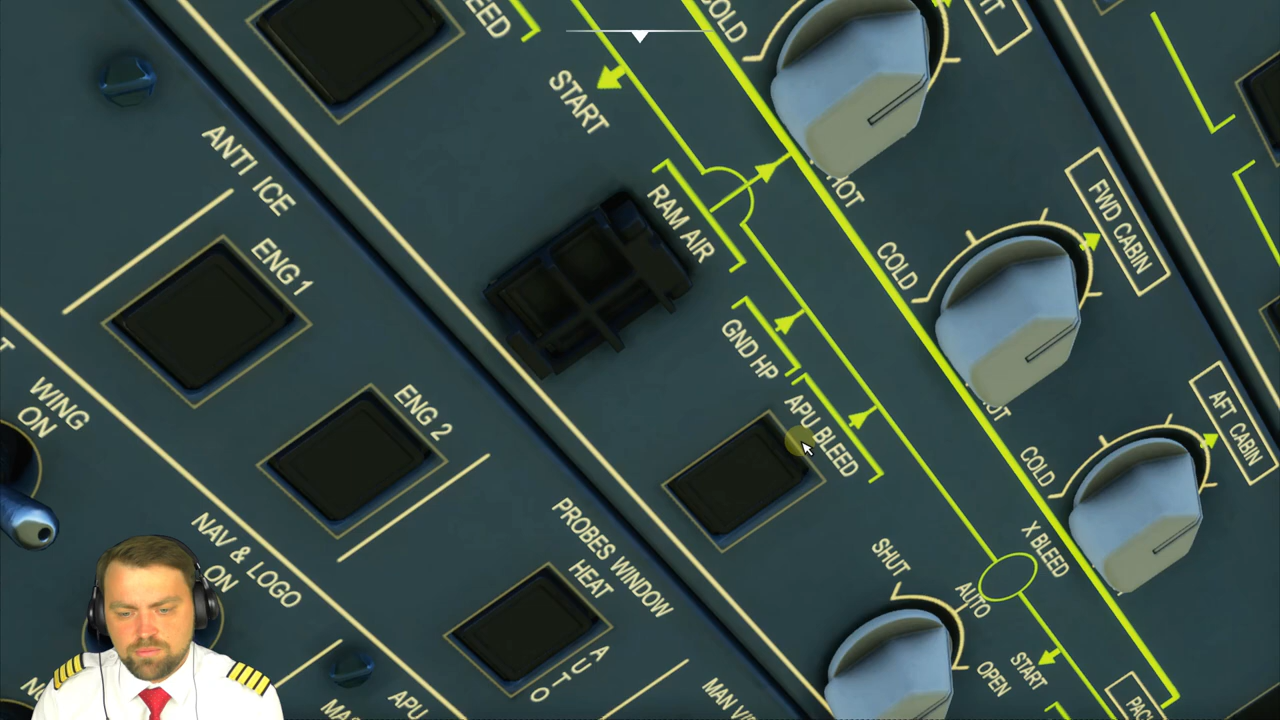 START
COLD
HOT
RAM AIR
FWD CABIN
COLD
ANTI ICE
ENG 1
GND HP
AFT CABIN
APU BLEED
COLD
WING
ON
ENG 2
X BLEED
PROBES WINDOW
HEAT
AUTO
SHUT
AUTO
OPEN
START
NAV & LOGO
ON
APU